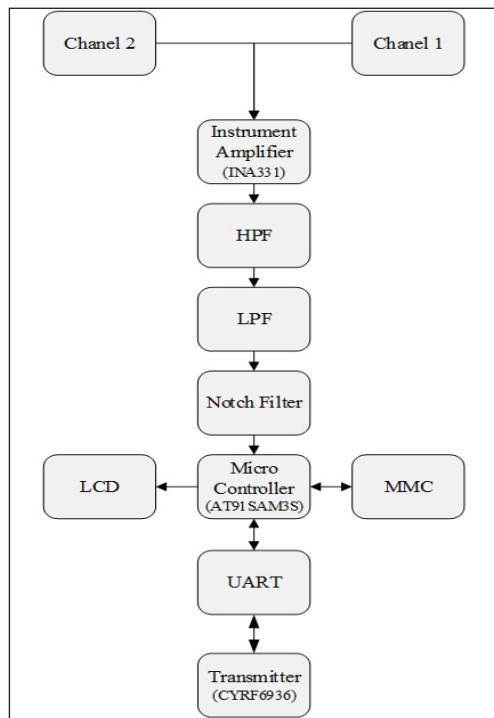 Chanel 2
Chanel 1
Instrument
Amplifier
(INA331)
HPF
LPF
Notch Filter
LCD
Micro
Controller
(AT91SAM3S)
MMC
UART
Transmitter
(CYRF6936)